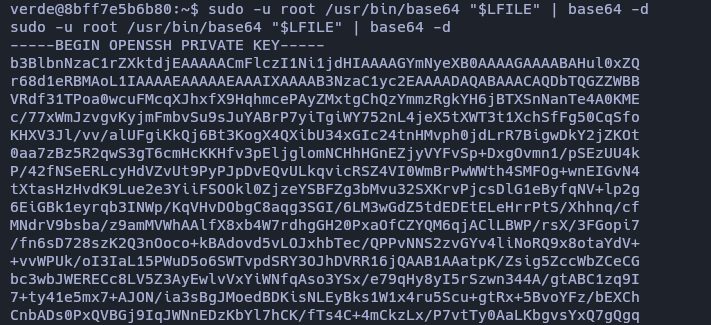 verde@8bff7e5b6b80:~$ sudo -u root /usr/bin/base64 "$LFILE" | base64 -d
sudo -u root /usr/bin/base64 "$LFILE" | base64 -d
-----BEGIN OPENSSH PRIVATE KEY-----
b3BlbnNzaC1rZXktdjEAAAAACmFlczI1Ni1jdHIAAAAGYmNyeXB0AAAAGAAAABAHul0xZQ
r68d1eRBMAoL1IAAAAEAAAAAEAAAIXAAAAB3NzaC1yc2EAAAADAQABAAACAQDbTQGZZWBB
VRdf31TPoa0wcuFMcqXJhxfX9HqhmcePAyZMxtgChQzYmmzRgkYH6jBTXSnNanTe4A0KME
c/77xWmJzvgvKyjmFmbvSu9sJuYABrP7yiTgiWY752nL4jeX5tXWT3t1XchSfFg50CqSfo
KHXV3Jl/vv/alUFgiKkQj6Bt3KogX4QXibU34xGIc24tnHMvph0jdLrR7BigwDkY2jZKOt
0aa7zBz5R2qwS3gT6cmHcKKHfv3pEljglomNCHhHGnEZjyVYFvSp+DxgOvmn1/pSEzUU4k
P/42fNSeERLcyHdVZvUt9PyPJpDvEQvULkqvicRSZ4VI0WmBrPwWWth4SMFOg+wnEIGvN4
tXtasHzHvdK9Lue2e3YiiFSOOkl0ZjzeYSBFZg3bMvu32SXKrvPjcsDlG1eByfqNV+lp2g
6EiGBk1eyrqb3INWp/KqVHvDObgC8aqg3SGI/6LM3wGdZ5tdEDEtELeHrrPtS/Xhhnq/cf
MNdrV9bsba/z9amMVWhAAlfX8xb4W7rdhgGH20PxaOfCZYQM6qjAClLBWP/rsX/3FGopi7
/fn6sD728szK2Q3nOoco+kBAdovd5vLOJxhbTec/QPPvNNS2zvGYv4liNoRQ9x8otaYdV+
+vvWPUk/oI3IaL15PWuD5o6SWTvpdSRY3OJhDVRR16jQAAB1AAatpK/Zsig5ZccWbZCeCG
bc3wbJWERECc8LV5Z3AyEwlvVxYiWNfqAso3YSx/e79qHy8yI5rSzwn344A/gtABC1zq9I
7+ty41e5mx7+AJON/ia3sBgJMoedBDKisNLEyBks1W1x4ru5Scu+gtRx+5BvoYFz/bEXCh
CnbADs0PxQVBGj9IqJWNnEDzKbYl7hCK/fTs4C+4mCkzLx/P7vtTy0AaLKbgvsYxQ7gQgq